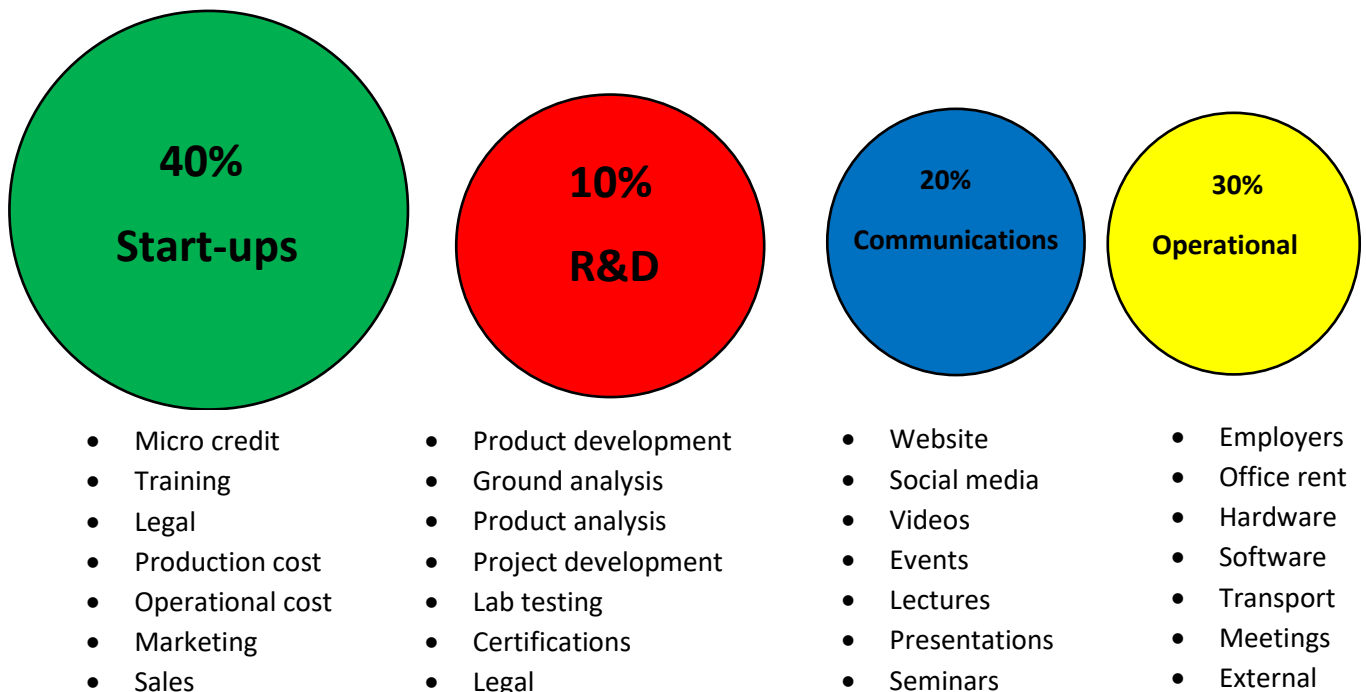 40%
Start-ups
10%
R&D
20%
Communications
30%
Operational
• Micro credit
• Training
• Legal
• Production cost
• Operational cost
• Marketing
• Sales
• Product development
• Ground analysis
• Product analysis
• Project development
• Lab testing
• Certifications
• Legal
• Website
• Social media
• Videos
• Events
• Lectures
• Presentations
• Seminars
• Employers
• Office rent
• Hardware
• Software
• Transport
• Meetings
• External